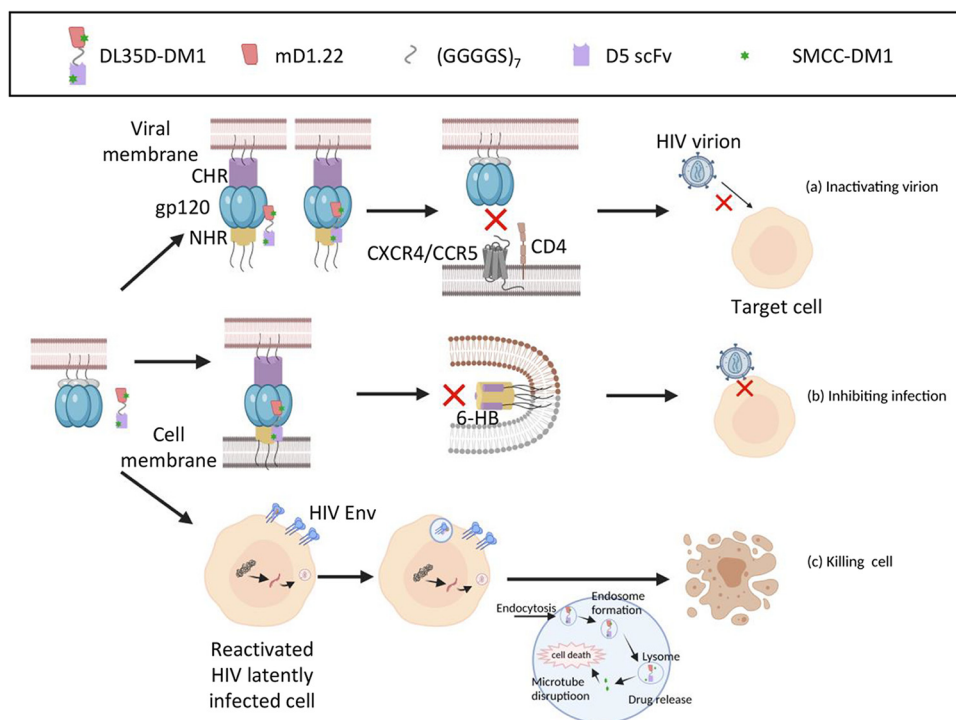 DL35D-DM1
mD1.22
(GGGGS)7
D5 scFv
SMCC-DM1
Viral
membrane
CHR
gp120
NHR
CXCR4/CCR5
CD4
HIV virion
Target cell
(a) Inactivating virion
Cell
membrane
6-HB
(b) Inhibiting infection
HIV Env
Reactivated
HIV latently
infected cell
Endocytosis
Endosome
formation
Lysome
Drug release
Microtube
disruptioon
cell death
(c) Killing cell